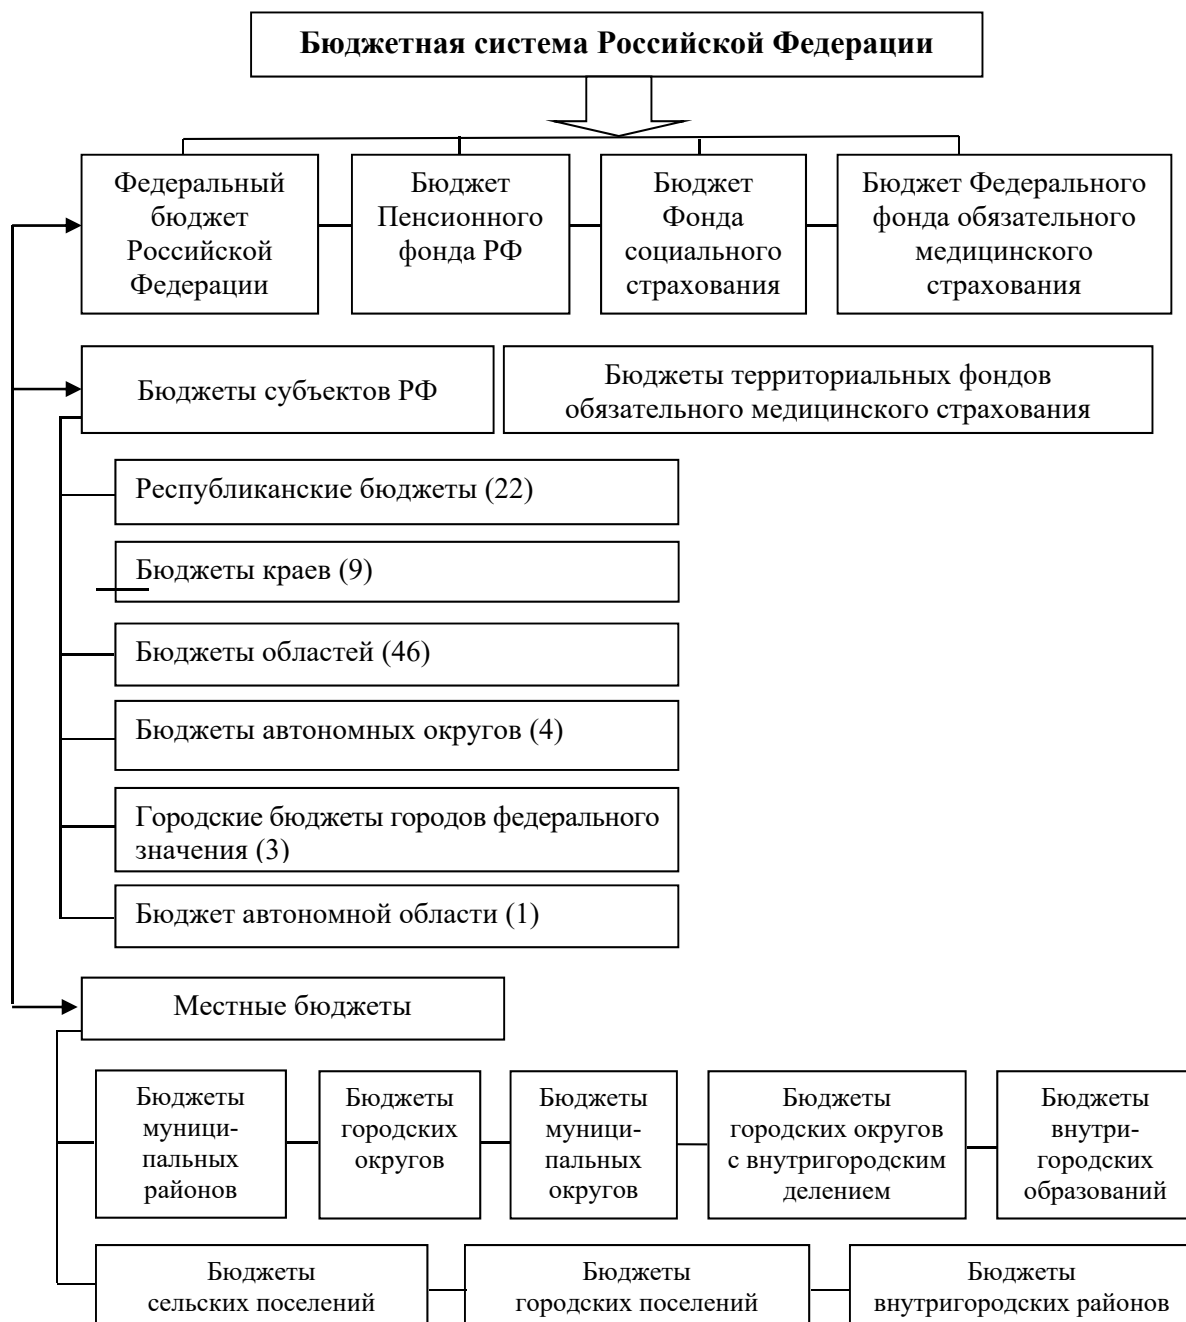 Бюджетная система Российской Федерации
Федеральный
бюджет
Российской
Федерации
Бюджет
Пенсионного
фонда РФ
Бюджет
Фонда
социального
страхования
Бюджет Федерального
фонда обязательного
медицинского
страхования
Бюджеты субъектов РФ
Бюджеты территориальных фондов
обязательного медицинского страхования
Республиканские бюджеты (22)
Бюджеты краев (9)
Бюджеты областей (46)
Бюджеты автономных округов (4)
Городские бюджеты городов федерального
значения (3)
Бюджет автономной области (1)
Местные бюджеты
Бюджеты
муници-
пальных
районов
Бюджеты
городских
округов
Бюджеты
муници-
пальных
округов
Бюджеты
городских округов
с внутригородским
делением
Бюджеты
внутри-
городских
образований
Бюджеты
сельских поселений
Бюджеты
городских поселений
Бюджеты
внутригородских районов